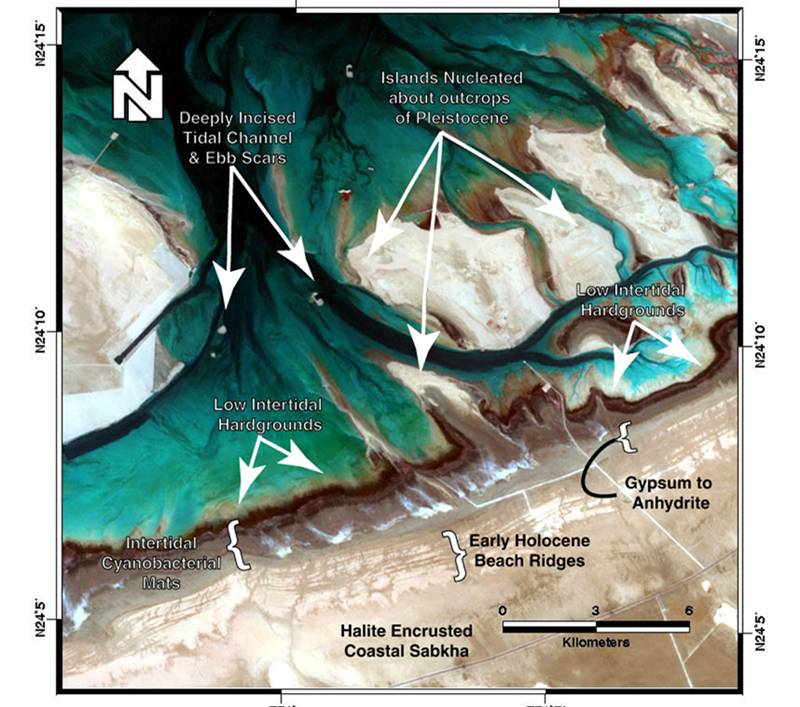 N24°15'
N24°15'
N
Islands Nucleated
about outcrops
of Pleistocene
Deeply Incised
Tidal Channel
& Ebb Scars
Low Intertidal
Hardgrounds
N24°10'
N24°10'
Low Intertidal
Hardgrounds
Gypsum to
Anhydrite
Intertidal
Cyanobacterial
Mats
Early Holocene
Beach Ridges
N24°5'
N24°5'
0 3 6
Kilometers
Halite Encrusted
Coastal Sabkha